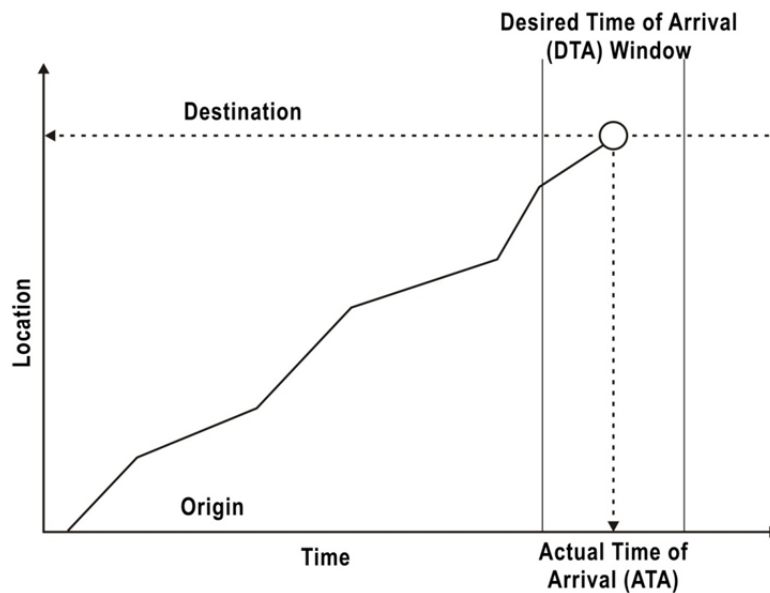 Desired Time of Arrival
(DTA) Window
Destination
Location
Origin
Time
Actual Time of
Arrival (ATA)